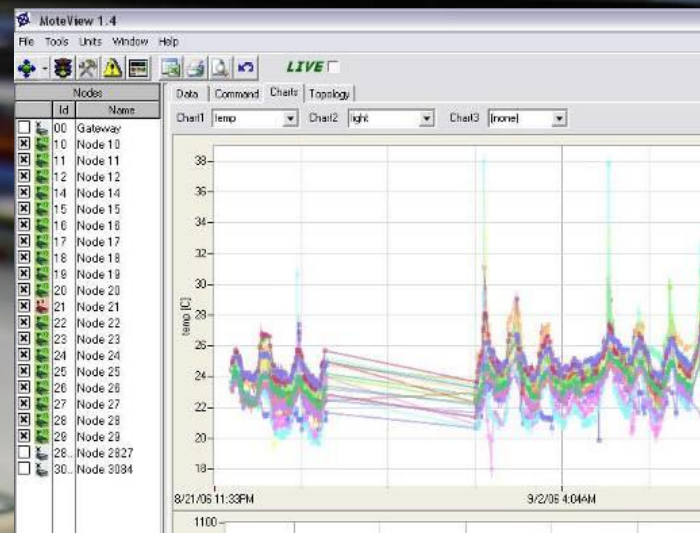 MoteView 1.4
File Tools Units Window Help
LIVE
Nodes
Id Name
00 Gateway
10 Node 10
11 Node 11
12 Node 12
14 Node 14
15 Node 15
16 Node 16
17 Node 17
18 Node 18
19 Node 19
20 Node 20
21 Node 21
22 Node 22
23 Node 23
24 Node 24
25 Node 25
26 Node 26
27 Node 27
28 Node 28
29 Node 29
28.. Node 2827
30.. Node 3084
Data Command Charts Topology
Chart1 temp Chart2 light Chart3 [none]
38
36
34
32
30
28
26
24
22
20
18
temp [C]
8/21/06 11:33PM 9/2/06 4:04AM
1100